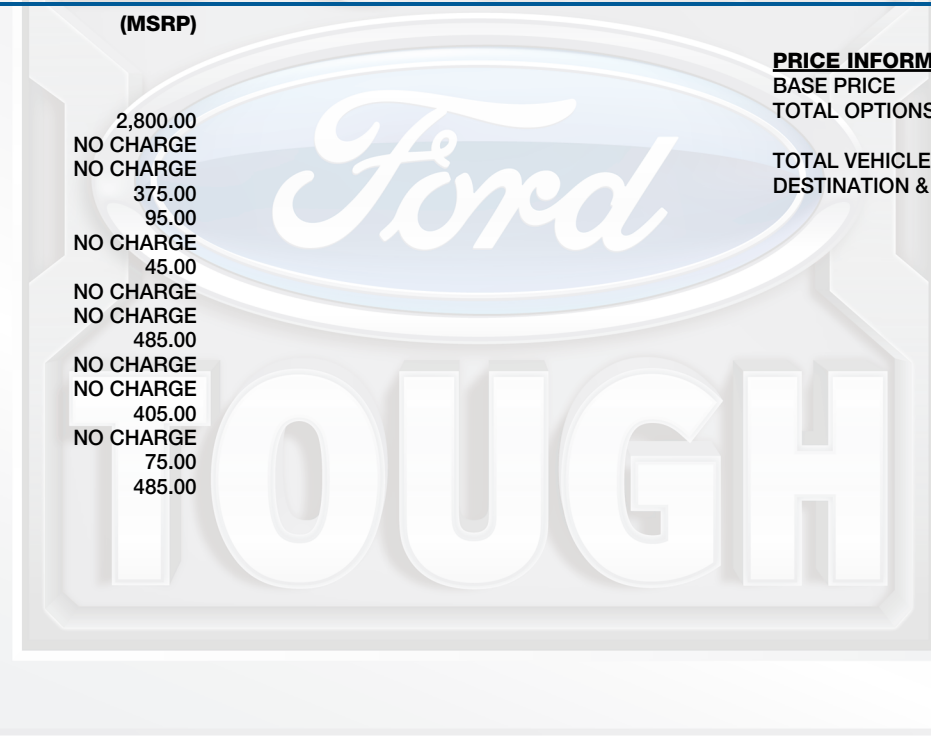 (MSRP)
2,800.00
NO CHARGE
NO CHARGE
375.00
95.00
NO CHARGE
45.00
NO CHARGE
NO CHARGE
485.00
NO CHARGE
NO CHARGE
405.00
NO CHARGE
75.00
485.00
PRICE INFORM
BASE PRICE
TOTAL OPTIONS
TOTAL VEHICLE
DESTINATION &
Ford
TOUGH